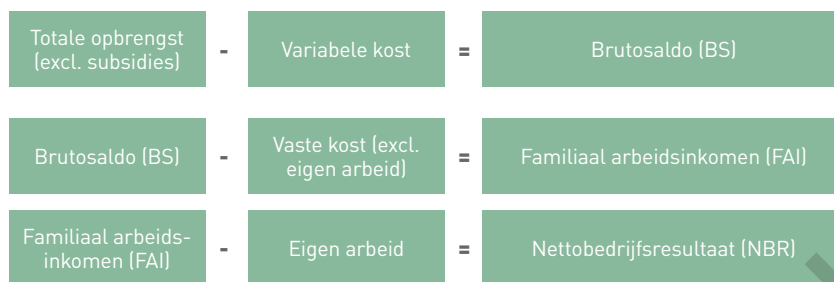 Totale opbrengst
(excl. subsidies)
-
Variabele kost
=
Brutosaldo (BS)
Brutosaldo (BS)
-
Vaste kost (excl.
eigen arbeid)
=
Familiaal arbeidsinkomen (FAI)
Familiaal arbeids-
inkomen (FAI)
-
Eigen arbeid
=
Nettobedrijfsresultaat (NBR)